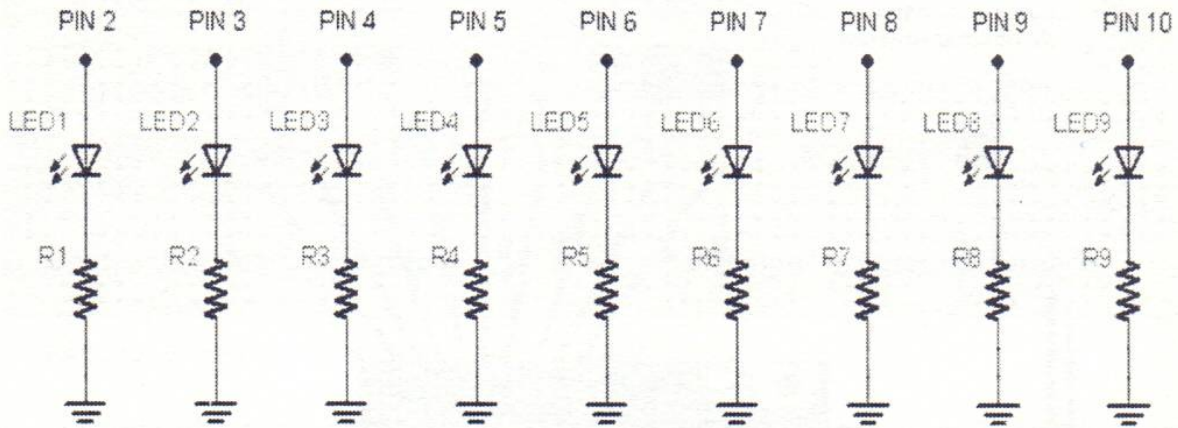 PIN 2 PIN 3 PIN 4 PIN 5 PIN 6 PIN 7 PIN 8 PIN 9 PIN 10
LED1 LED2 LED3 LED4 LED5 LED6 LED7 LED8 LED9
R1 R2 R3 R4 R5 R6 R7 R8 R9